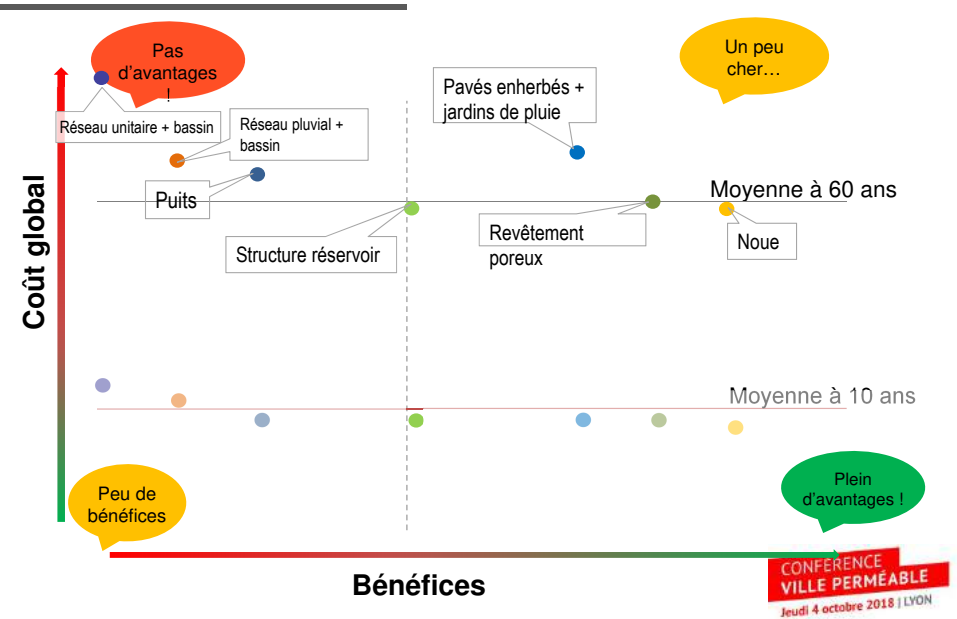 Pas
d'avantages
!
Un peu
cher…
Pavés enherbés +
jardins de pluie
Réseau unitaire + bassin
Réseau pluvial +
bassin
Puits
Moyenne à 60 ans
Structure réservoir
Revêtement
poreux
Noue
Coût global
Moyenne à 10 ans
Peu de
bénéfices
Plein
d'avantages !
Bénéfices
CONFÉRENCE
VILLE PERMÉABLE
Jeudi 4 octobre 2018 | LYON